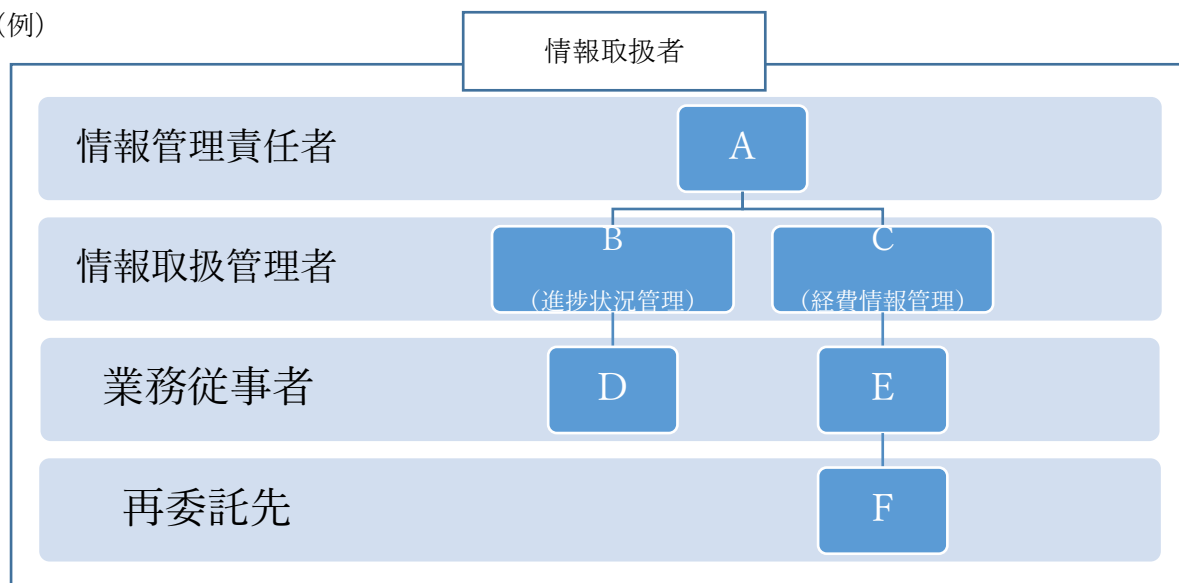 （例）
情報取扱者
情報管理責任者
A
情報取扱管理者
B
（進捗状況管理）
C
（経費情報管理）
業務従事者
D
E
再委託先
F